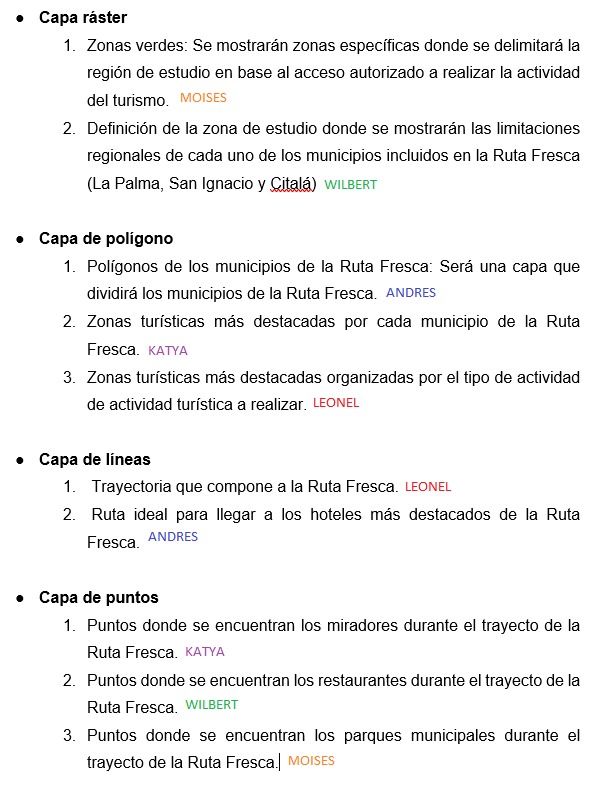 ● Capa ráster
1. Zonas verdes: Se mostrarán zonas específicas donde se delimitará la
región de estudio en base al acceso autorizado a realizar la actividad
del turismo. MOISES
2. Definición de la zona de estudio donde se mostrarán las limitaciones
regionales de cada uno de los municipios incluidos en la Ruta Fresca
(La Palma, San Ignacio y Citalá) WILBERT
● Capa de polígono
1. Polígonos de los municipios de la Ruta Fresca: Será una capa que
dividirá los municipios de la Ruta Fresca. ANDRES
2. Zonas turísticas más destacadas por cada municipio de la Ruta
Fresca. KATYA
3. Zonas turísticas más destacadas organizadas por el tipo de actividad
de actividad turística a realizar. LEONEL
● Capa de líneas
1. Trayectoria que compone a la Ruta Fresca. LEONEL
2. Ruta ideal para llegar a los hoteles más destacados de la Ruta
Fresca. ANDRES
● Capa de puntos
1. Puntos donde se encuentran los miradores durante el trayecto de la
Ruta Fresca. KATYA
2. Puntos donde se encuentran los restaurantes durante el trayecto de la
Ruta Fresca. WILBERT
3. Puntos donde se encuentran los parques municipales durante el
trayecto de la Ruta Fresca. MOISES